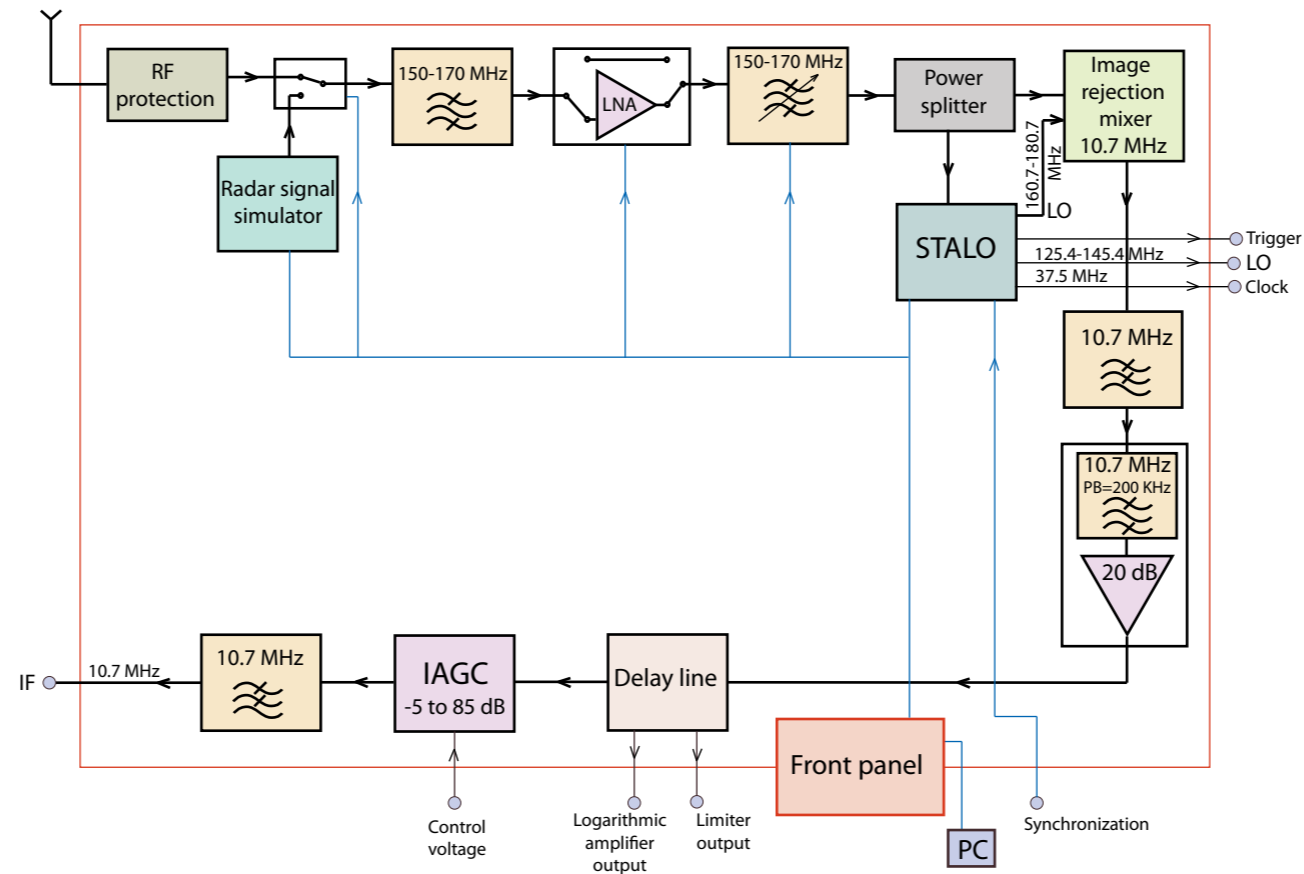 RF
protection
150-170 MHz
LNA
150-170 MHz
Power
splitter
Image
rejection
mixer
10.7 MHz
Radar signal
simulator
160.7-180.7
MHz
LO
STALO
Trigger
125.4-145.4 MHz
LO
37.5 MHz
Clock
10.7 MHz
10.7 MHz
PB=200 KHz
20 dB
IF
10.7 MHz
10.7 MHz
IAGC
-5 to 85 dB
Delay line
Front panel
Control
voltage
Logarithmic
amplifier
output
Limiter
output
PC
Synchronization